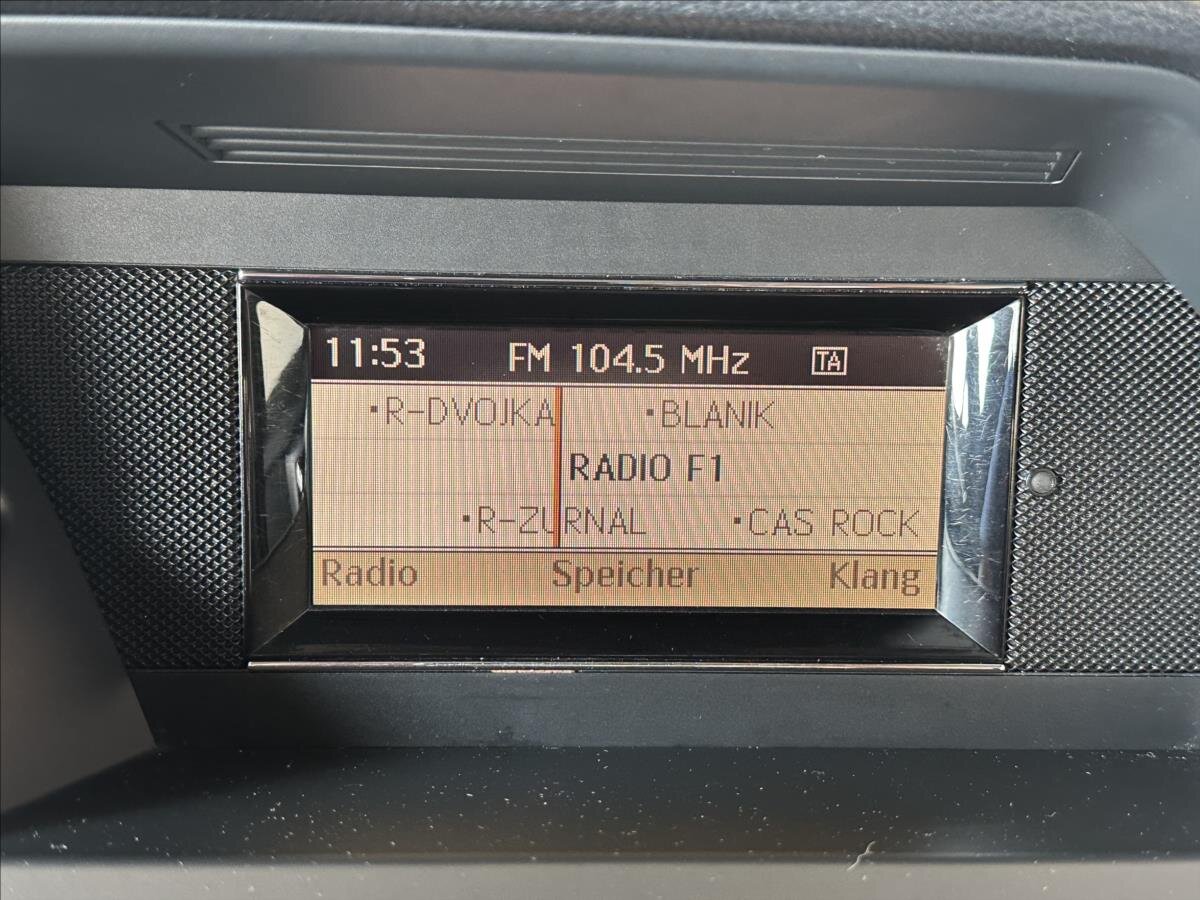 11:53 FM 104.5 MHz TA
·R-DVOJKA ·BLANIK
RADIO F1
·R-ZURNAL ·CAS ROCK
Radio Speicher Klang